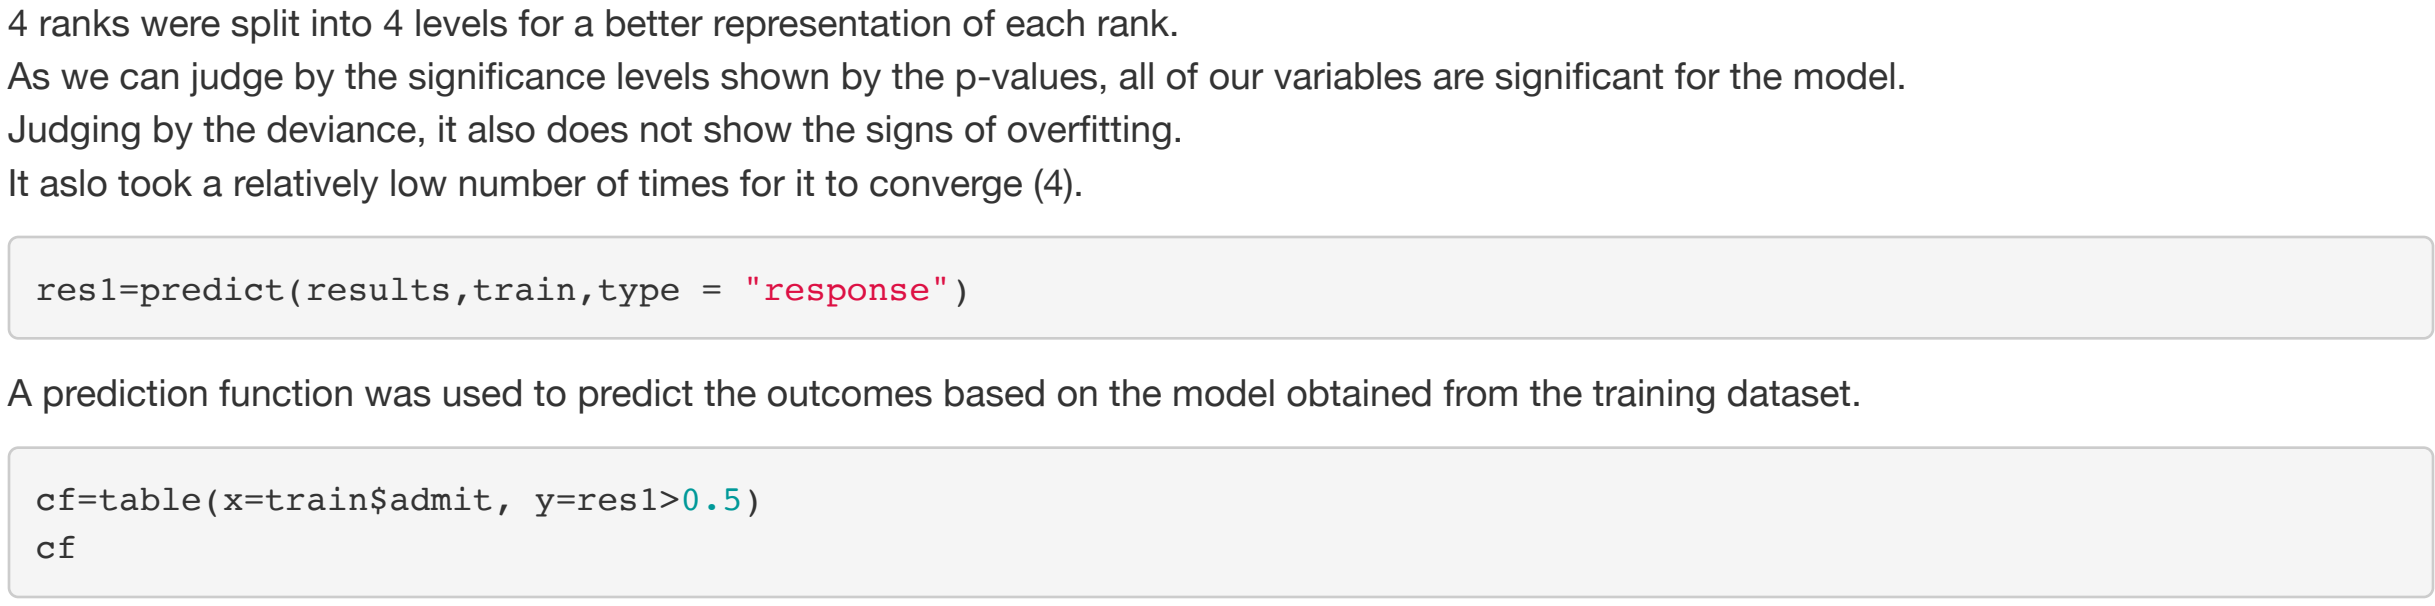 4 ranks were split into 4 levels for a better representation of each rank.
As we can judge by the significance levels shown by the p-values, all of our variables are significant for the model.
Judging by the deviance, it also does not show the signs of overfitting.
It aslo took a relatively low number of times for it to converge (4).
res1=predict(results,train,type = "response")
A prediction function was used to predict the outcomes based on the model obtained from the training dataset.
cf=table(x=train$admit, y=res1>0.5)
cf